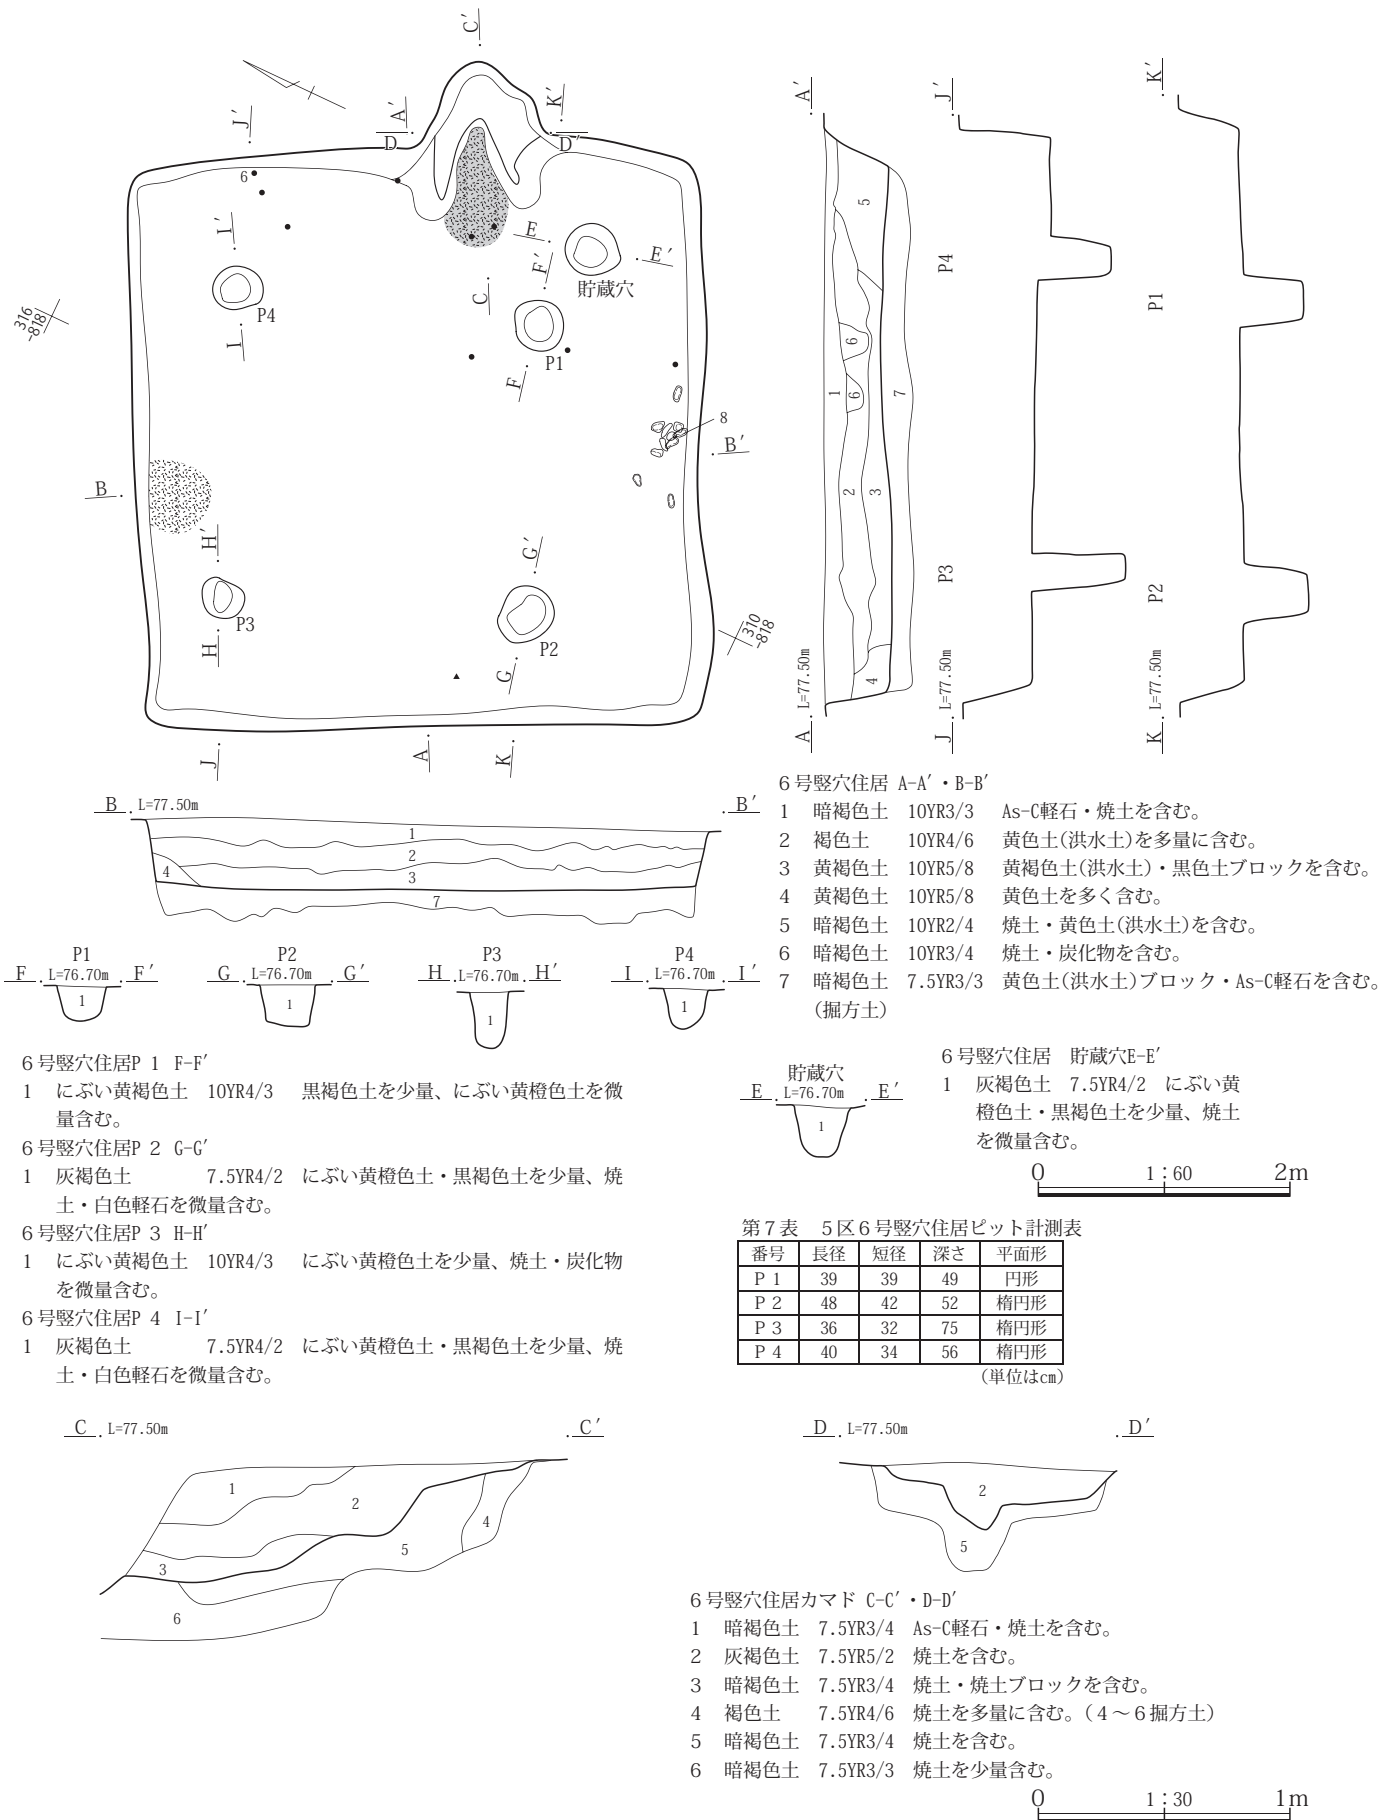 C′
J′
A′
K′
D
D′
6
I′
E
E′
F′
貯蔵穴
C
316
-818
P4
I
P1
F
8
B′
B
H′
G′
P3
H
P2
G
310
-818
J
A
K
A′
J′
K′
5
P4
P1
6
1
6
7
2
3
P3
P2
4
A L=77.50m
J L=77.50m
K L=77.50m
B L=77.50m B′
1
2
4
3
7
6号竪穴住居 A-A′・B-B′
1 暗褐色土 10YR3/3 As-C軽石・焼土を含む。
2 褐色土 10YR4/6 黄色土(洪水土)を多量に含む。
3 黄褐色土 10YR5/8 黄褐色土(洪水土)・黒色土ブロックを含む。
4 黄褐色土 10YR5/8 黄色土を多く含む。
5 暗褐色土 10YR2/4 焼土・黄色土(洪水土)を含む。
6 暗褐色土 10YR3/4 焼土・炭化物を含む。
7 暗褐色土 7.5YR3/3 黄色土(洪水土)ブロック・As-C軽石を含む。
(掘方土)
P1
F L=76.70m F′
1
P2
G L=76.70m G′
1
P3
H L=76.70m H′
1
P4
I L=76.70m I′
1
6号竪穴住居P 1 F-F′
1 にぶい黄褐色土 10YR4/3 黒褐色土を少量、にぶい黄橙色土を微
量含む。
6号竪穴住居P 2 G-G′
1 灰褐色土 7.5YR4/2 にぶい黄橙色土・黒褐色土を少量、焼
土・白色軽石を微量含む。
6号竪穴住居P 3 H-H′
1 にぶい黄褐色土 10YR4/3 にぶい黄橙色土を少量、焼土・炭化物
を微量含む。
6号竪穴住居P 4 I-I′
1 灰褐色土 7.5YR4/2 にぶい黄橙色土・黒褐色土を少量、焼
土・白色軽石を微量含む。
貯蔵穴
E L=76.70m E′
1
6号竪穴住居 貯蔵穴E-E′
1 灰褐色土 7.5YR4/2 にぶい黄
橙色土・黒褐色土を少量、焼土
を微量含む。
0 1:60 2m
第7表 5区6号竪穴住居ピット計測表
番号 長径 短径 深さ 平面形
P 1 39 39 49 円形
P 2 48 42 52 楕円形
P 3 36 32 75 楕円形
P 4 40 34 56 楕円形
(単位はcm)
C L=77.50m C′
1
2
4
5
3
6
D L=77.50m D′
2
5
6号竪穴住居カマド C-C′・D-D′
1 暗褐色土 7.5YR3/4 As-C軽石・焼土を含む。
2 灰褐色土 7.5YR5/2 焼土を含む。
3 暗褐色土 7.5YR3/4 焼土・焼土ブロックを含む。
4 褐色土 7.5YR4/6 焼土を多量に含む。(4～6掘方土)
5 暗褐色土 7.5YR3/4 焼土を含む。
6 暗褐色土 7.5YR3/3 焼土を少量含む。
0 1:30 1m